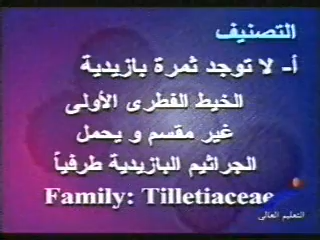 التصنيف
أ- لا توجد ثمرة بازيدية
الخيط الفطرى الأولى
غير مقسم و يحمل
الجراثيم البازيدية طرفياً
Family: Tilletiaceae
التعليم العالى